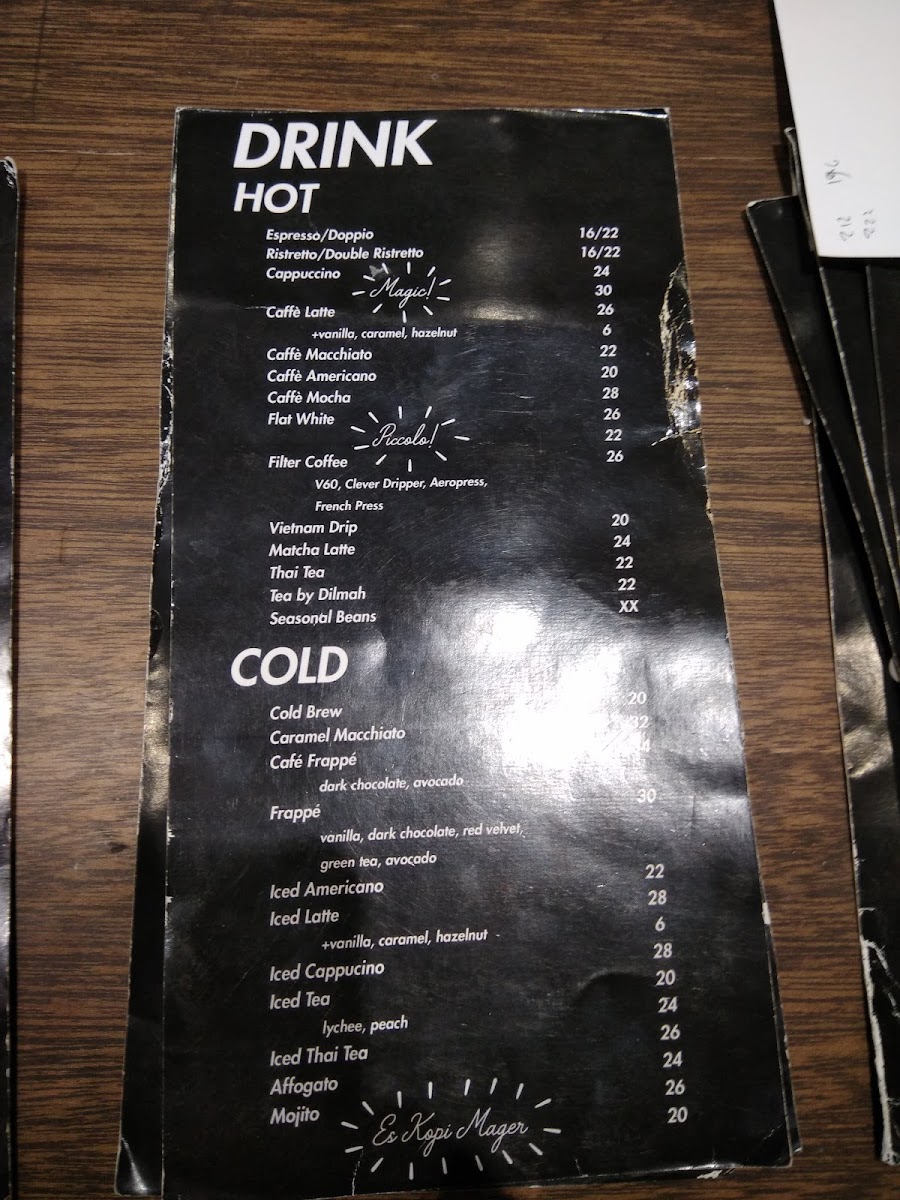 DRINK
HOT
Espresso/Doppio 16/22
Ristretto/Double Ristretto 16/22
Cappuccino 24
Magic! 30
Caffè Latte 26
+vanilla, caramel, hazelnut 6
Caffè Macchiato 22
Caffè Americano 20
Caffè Mocha 28
Flat White 26
Piccolo! 22
Filter Coffee 26
V60, Clever Dripper, Aeropress,
French Press
Vietnam Drip 20
Matcha Latte 24
Thai Tea 22
Tea by Dilmah 22
Seasonal Beans XX
COLD
Cold Brew 20
Caramel Macchiato 32
Café Frappé
dark chocolate, avocado
Frappé 30
vanilla, dark chocolate, red velvet,
green tea, avocado
Iced Americano 22
Iced Latte 28
+vanilla, caramel, hazelnut 6
Iced Cappucino 28
Iced Tea 20
lychee, peach 24
Iced Thai Tea 26
Affogato 24
Mojito 26
Es Kopi Mager 20